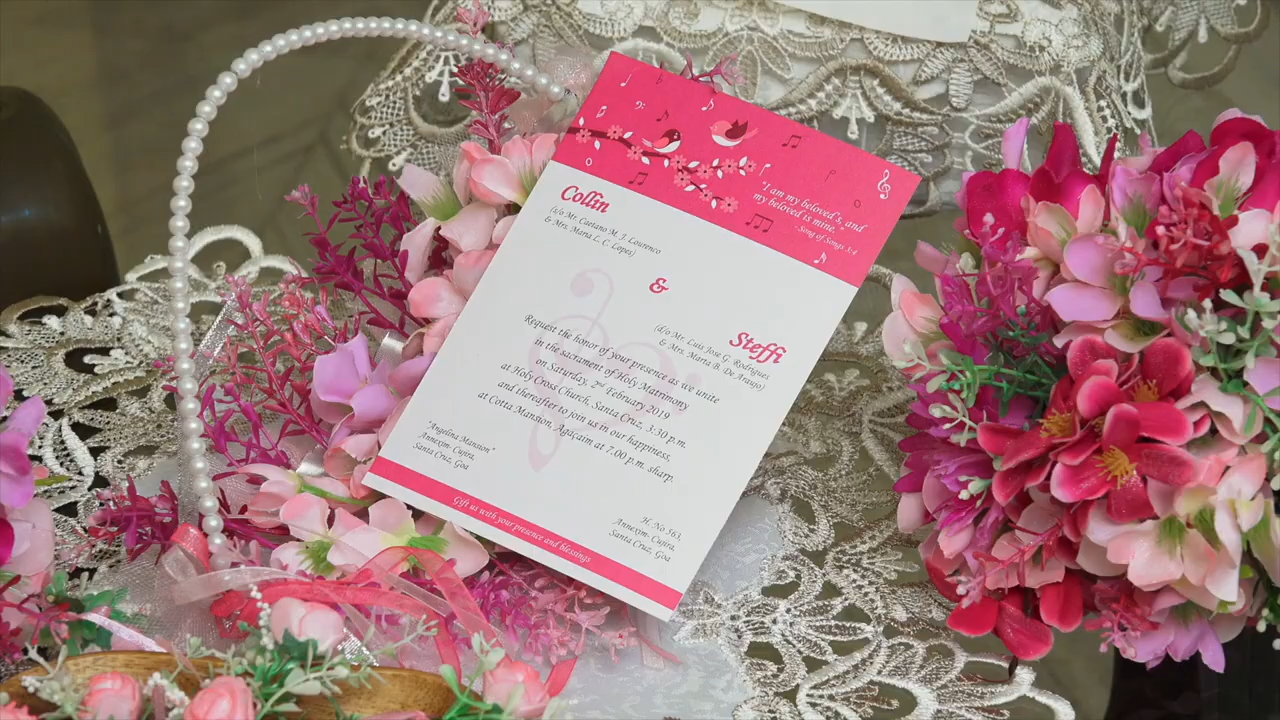 "I am my beloved's, and
my beloved is mine."
- Song of Songs 3:4
Collin
(s/o Mr. Caetano M. J. Lourenco
& Mrs. Maria L. C. Lopes)
&
Steffi
(d/o Mr. Luis Jose G. Rodrigues
& Mrs. Maria B. De Araujo)
Request the honor of your presence as we unite
in the sacrament of Holy Matrimony
on Saturday, 2nd February 2019
at Holy Cross Church, Santa Cruz, 3:30 p.m.
and thereafter to join us in our happiness,
at Cotta Mansion, Agaçaim at 7.00 p.m. sharp.
"Angelina Mansion"
Annexjm- Cujira,
Santa Cruz, Goa
H. No 563,
Annexjm- Cujira,
Santa Cruz, Goa
Gift us with your presence and blessings